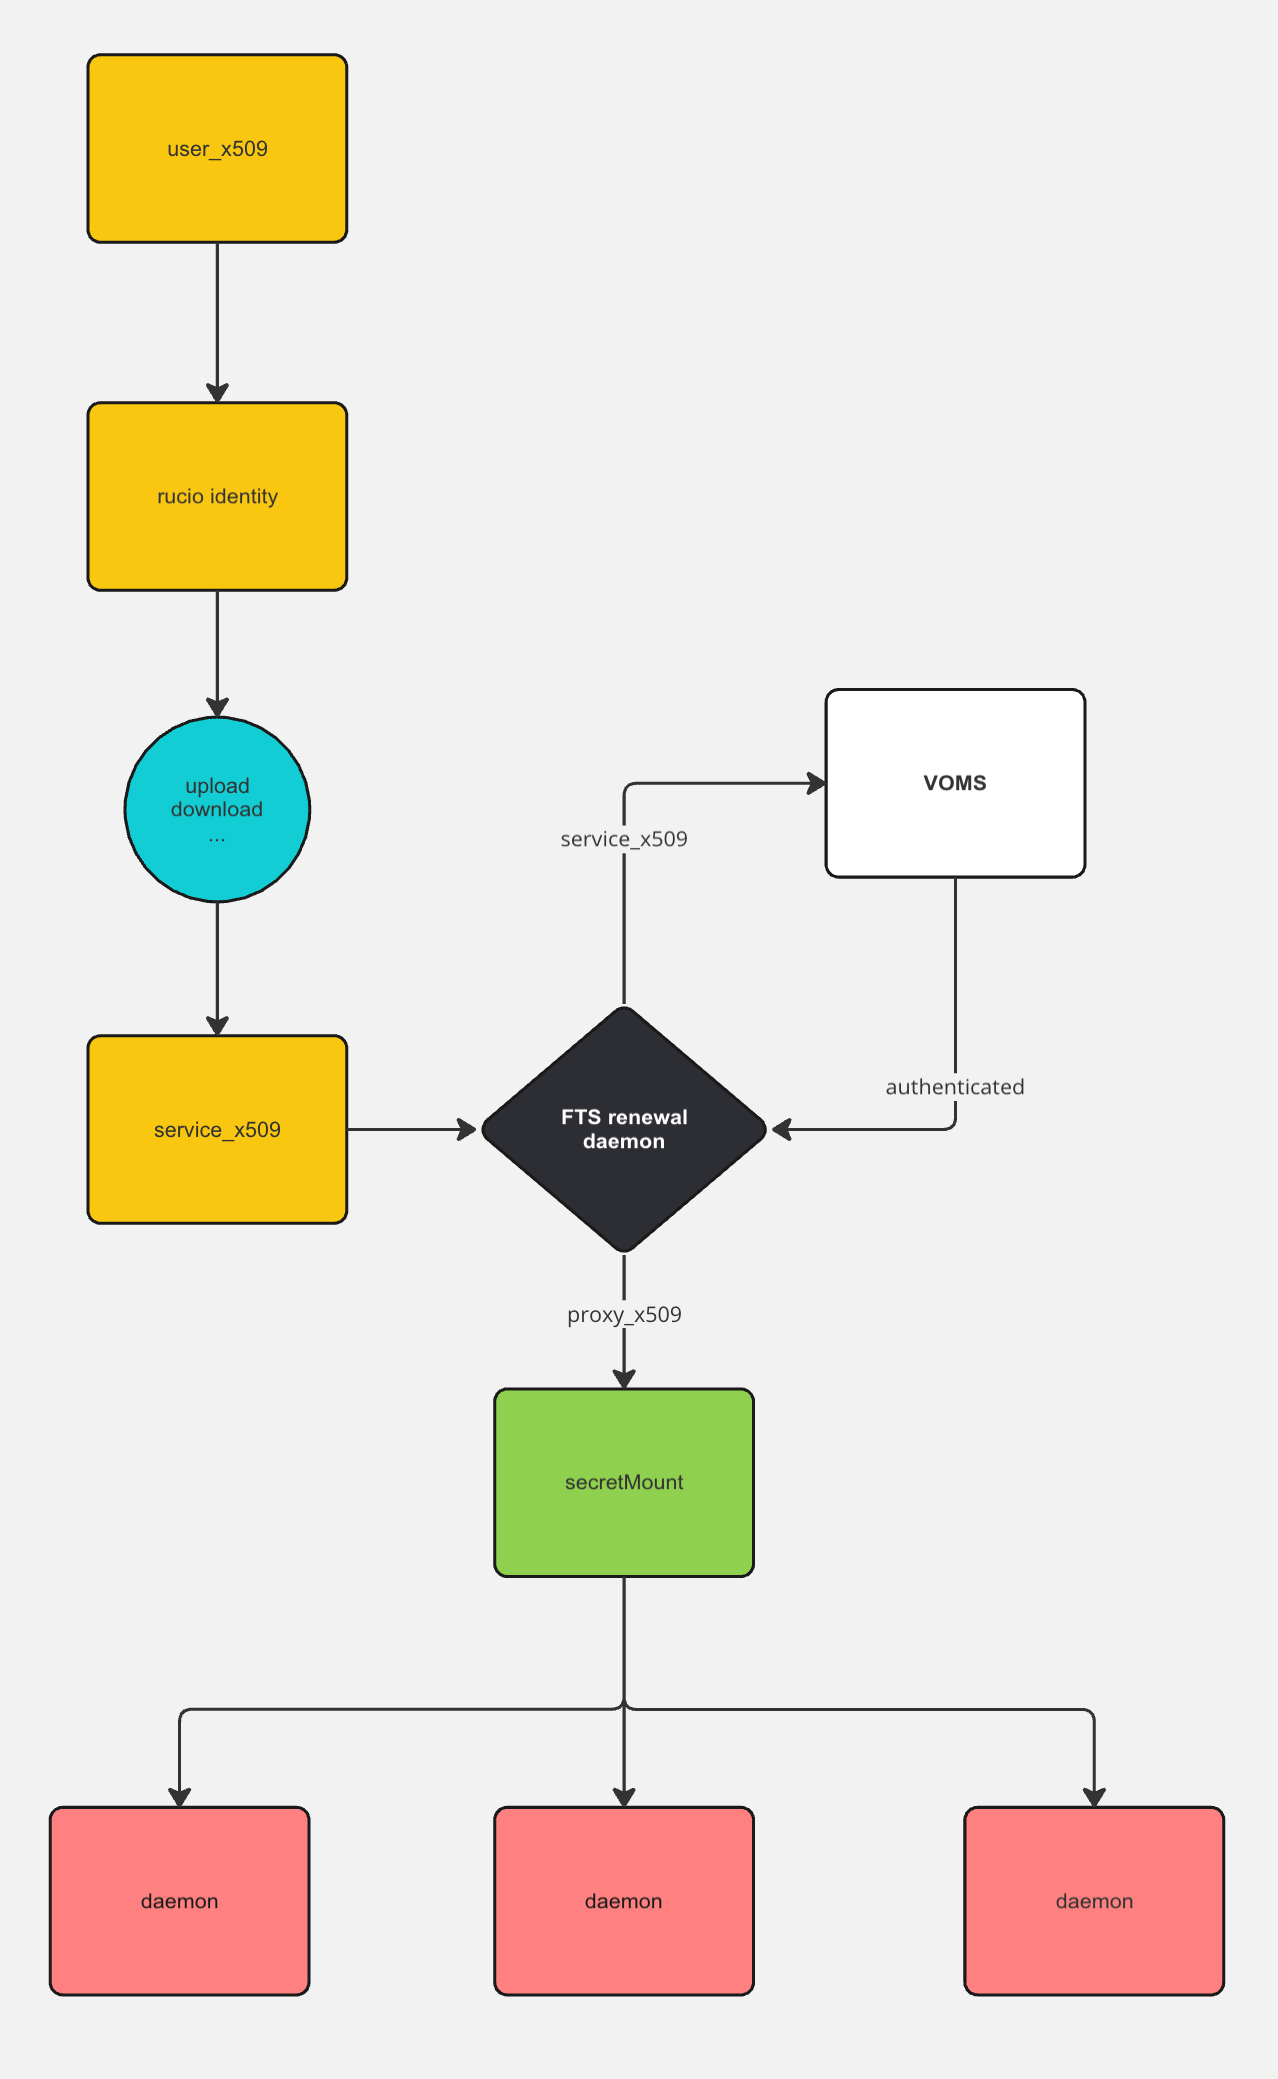 user_x509
rucio identity
upload
download
...
service_x509
VOMS
service_x509
authenticated
FTS renewal
daemon
proxy_x509
secretMount
daemon
daemon
daemon